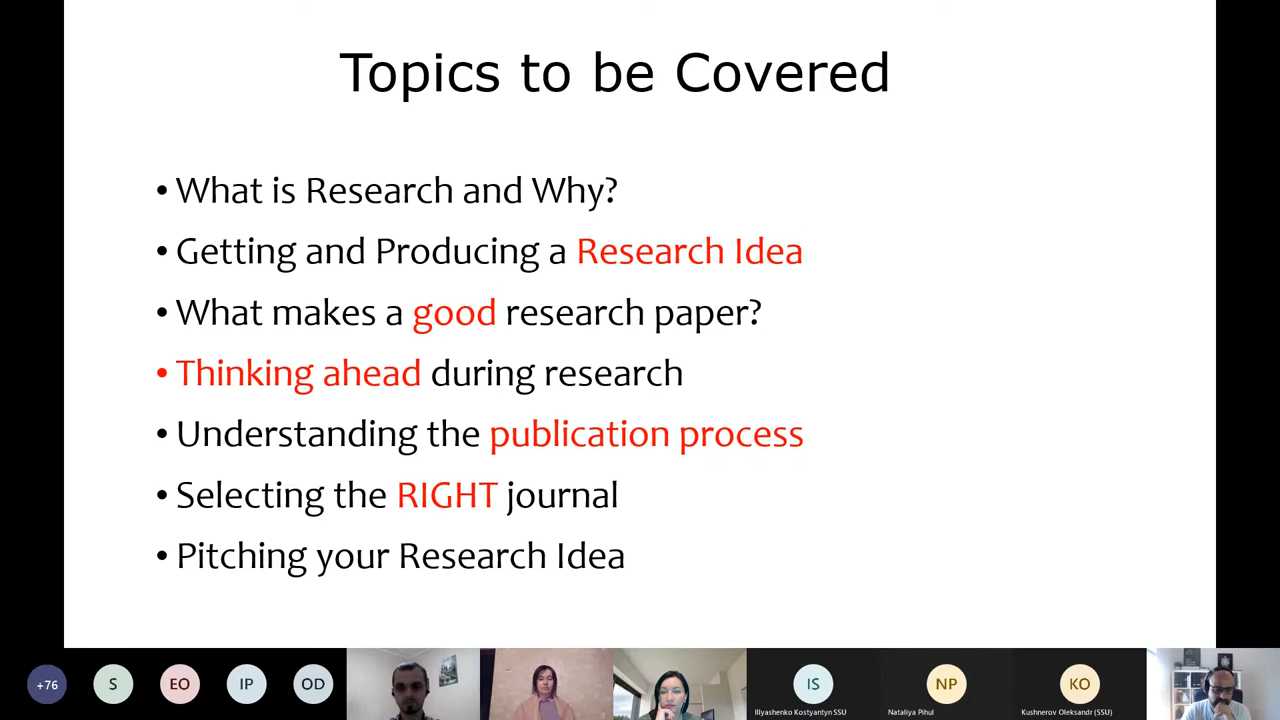 Topics to be Covered
• What is Research and Why?
• Getting and Producing a Research Idea
• What makes a good research paper?
• Thinking ahead during research
• Understanding the publication process
• Selecting the RIGHT journal
• Pitching your Research Idea
+76
S
EO
IP
OD
IS
NP
KO
Illyashenko Kostyantyn SSU
Nataliya Pihul
Kushnerov Oleksandr (SSU)